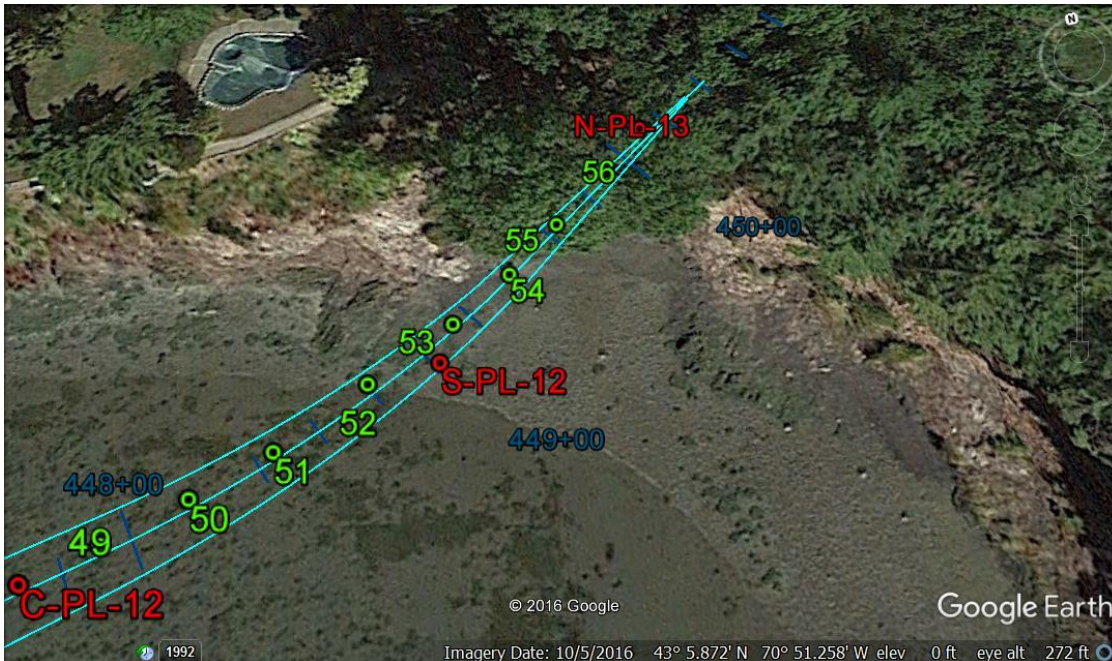 N
N-PL-13
56
450+00
55
54
53
S-PL-12
52
449+00
51
448+00
50
49
C-PL-12
© 2016 Google
Google Earth
1992
Imagery Date: 10/5/2016 43° 5.872' N 70° 51.258' W elev 0 ft eye alt 272 ft